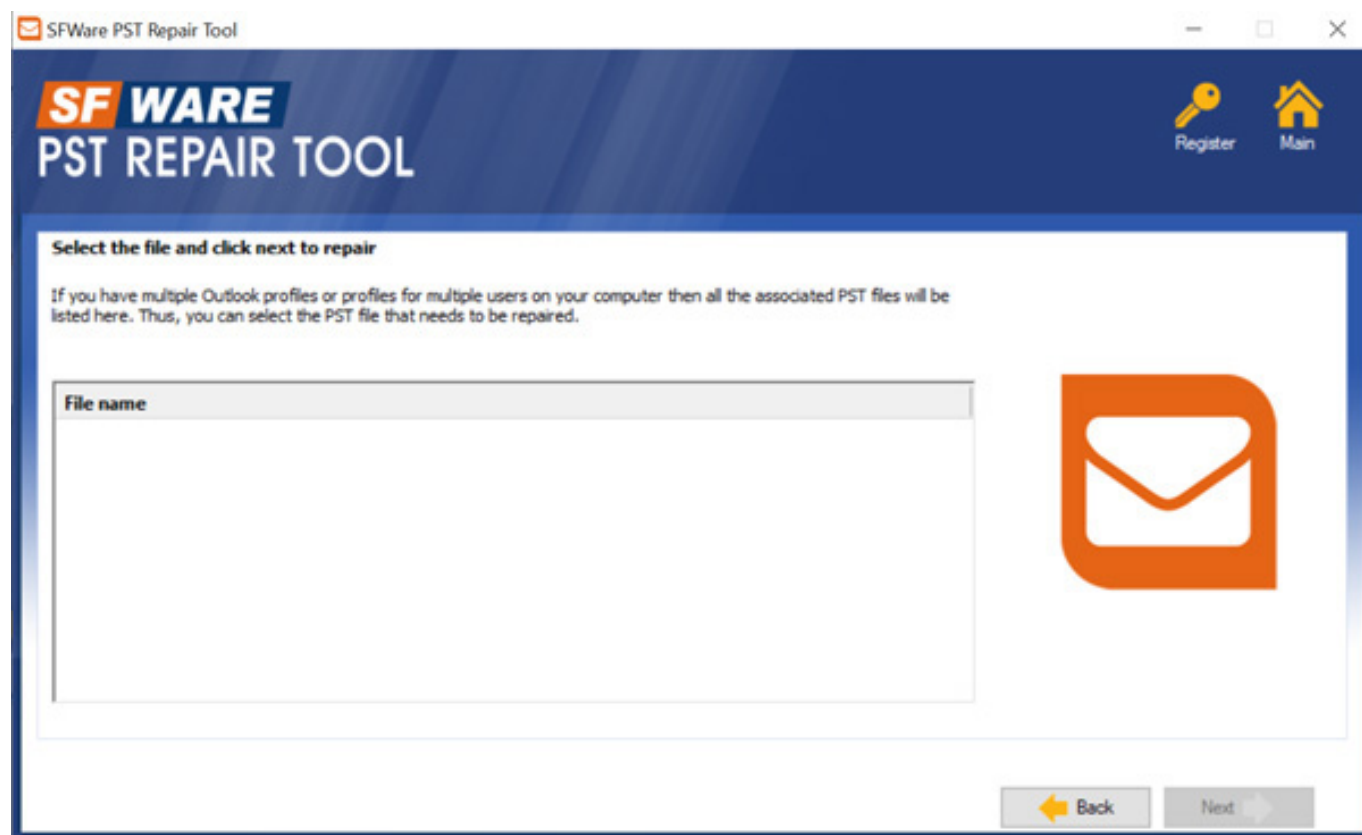 SFWare PST Repair Tool
SF WARE
PST REPAIR TOOL
Register
Main
Select the file and click next to repair
If you have multiple Outlook profiles or profiles for multiple users on your computer then all the associated PST files will be
listed here. Thus, you can select the PST file that needs to be repaired.
File name
Back
Next